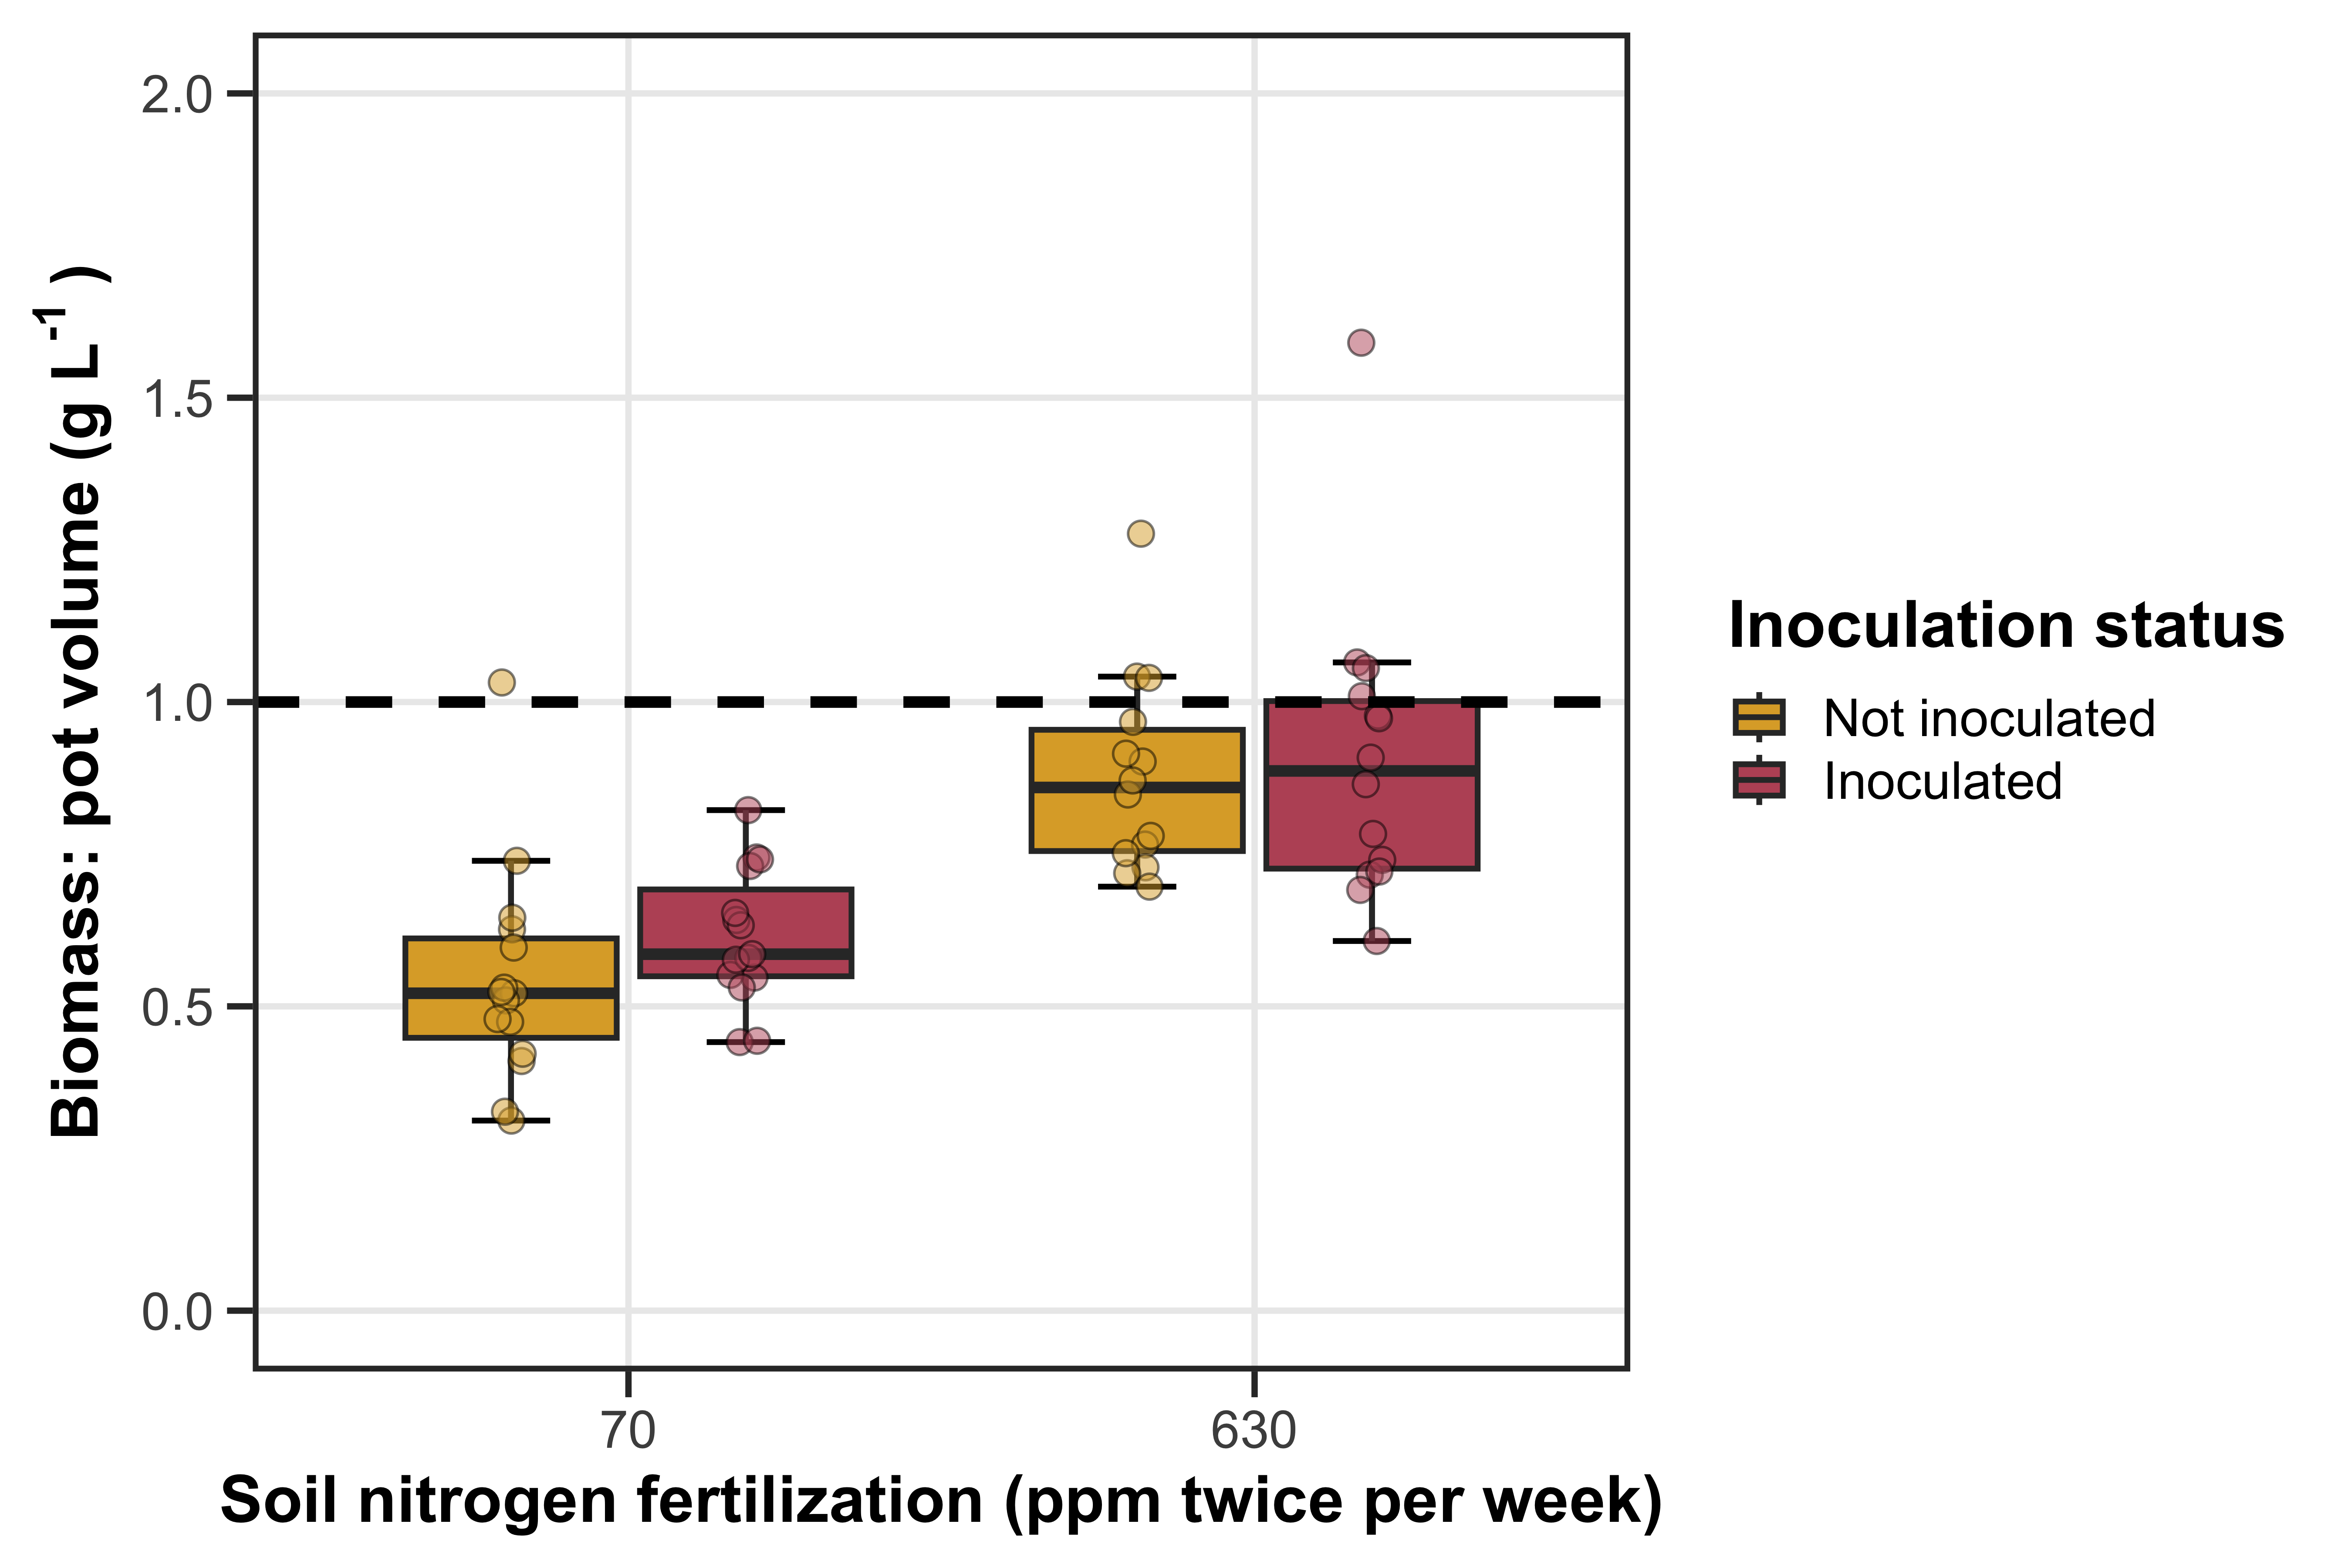 Biomass: pot volume (g L⁻¹ )
2.0
1.5
1.0
0.5
0.0
70
630
Soil nitrogen fertilization (ppm twice per week)
Inoculation status
Not inoculated
Inoculated